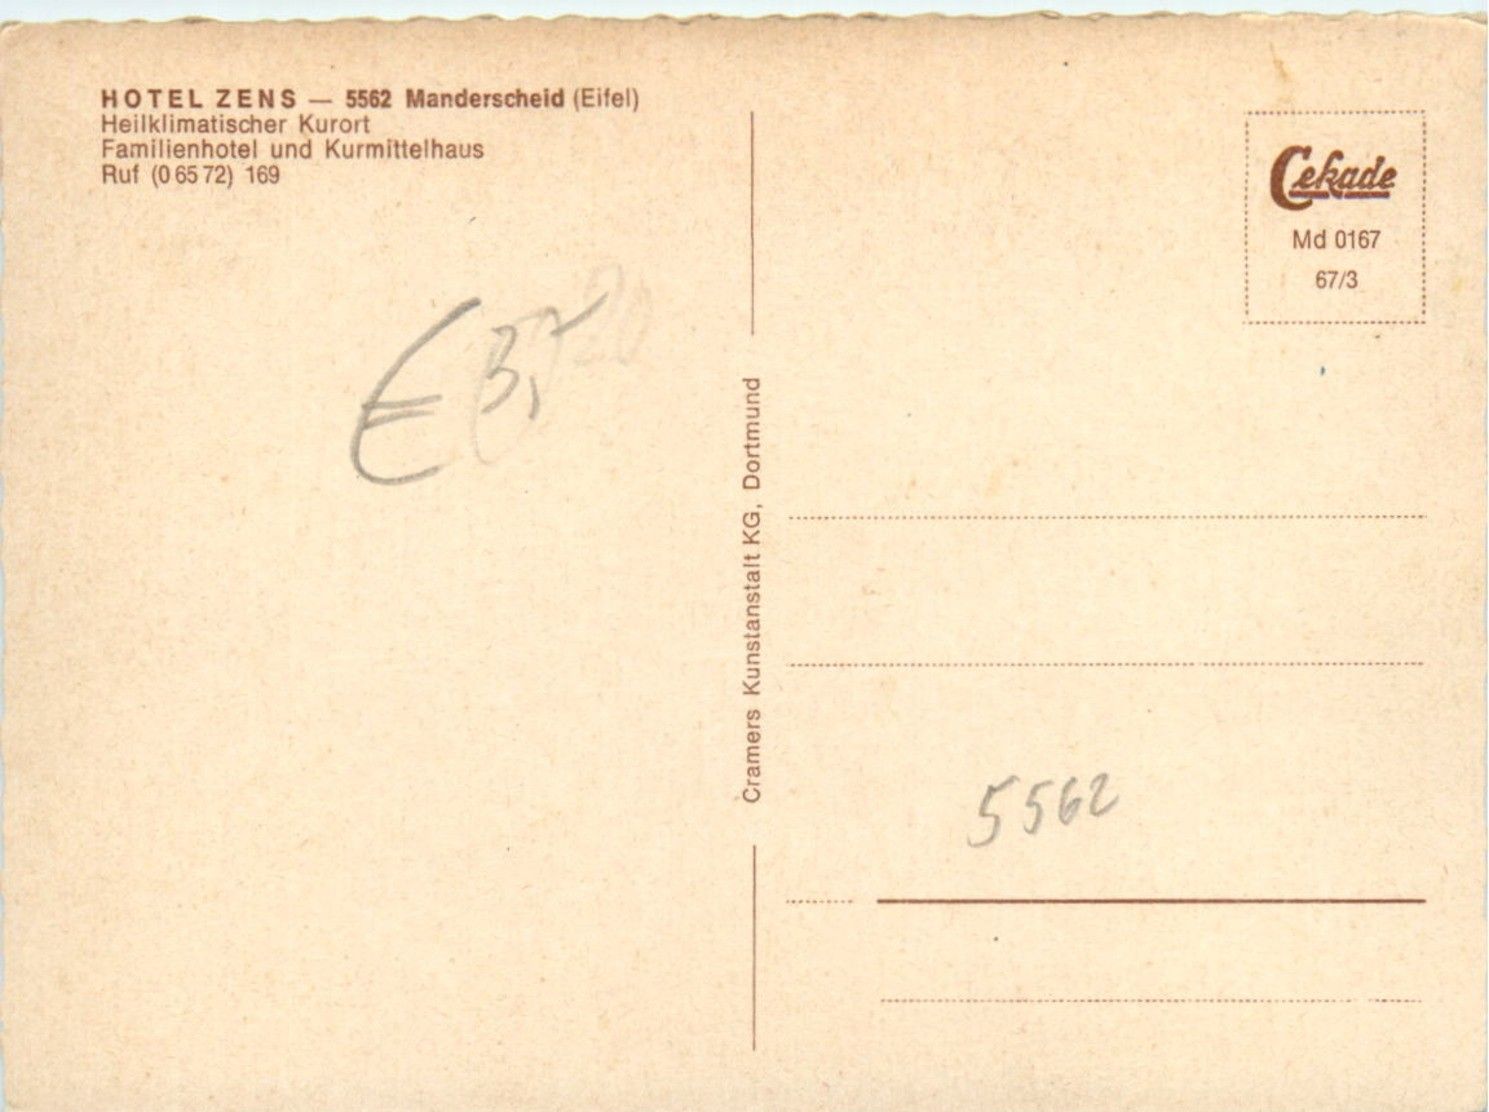 HOTEL ZENS — 5562 Manderscheid (Eifel)
Heilklimatischer Kurort
Familienhotel und Kurmittelhaus
Ruf (0 65 72) 169
€ 3,-
Cramers Kunstanstalt KG, Dortmund
Cekade
Md 0167
67/3
5562